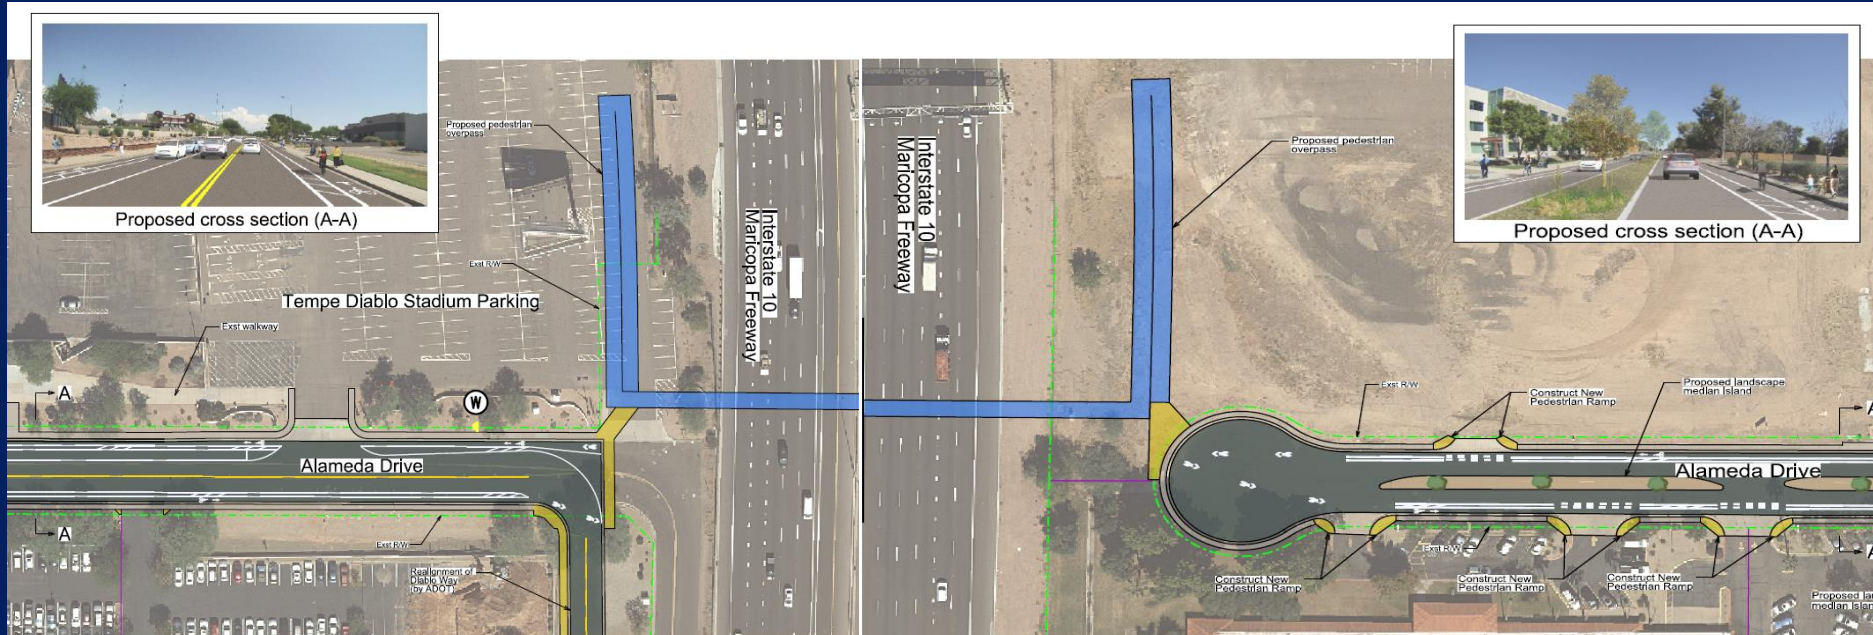 Proposed cross section (A-A)
Proposed pedestrian
overpass
Interstate 10
Maricopa Freeway
Exst R/W
Tempe Diablo Stadium Parking
Exst walkway
A
W
Alameda Drive
A
Exst R/W
Realignment of
Diablo Way
(by ADOT)
Interstate 10
Maricopa Freeway
Proposed pedestrian
overpass
Proposed cross section (A-A)
Exst R/W
Construct New
Pedestrian Ramp
Proposed landscape
median island
A
Alameda Drive
Exst R/W
A
Construct New
Pedestrian Ramp
Construct New
Pedestrian Ramp
Construct New
Pedestrian Ramp
Proposed
median